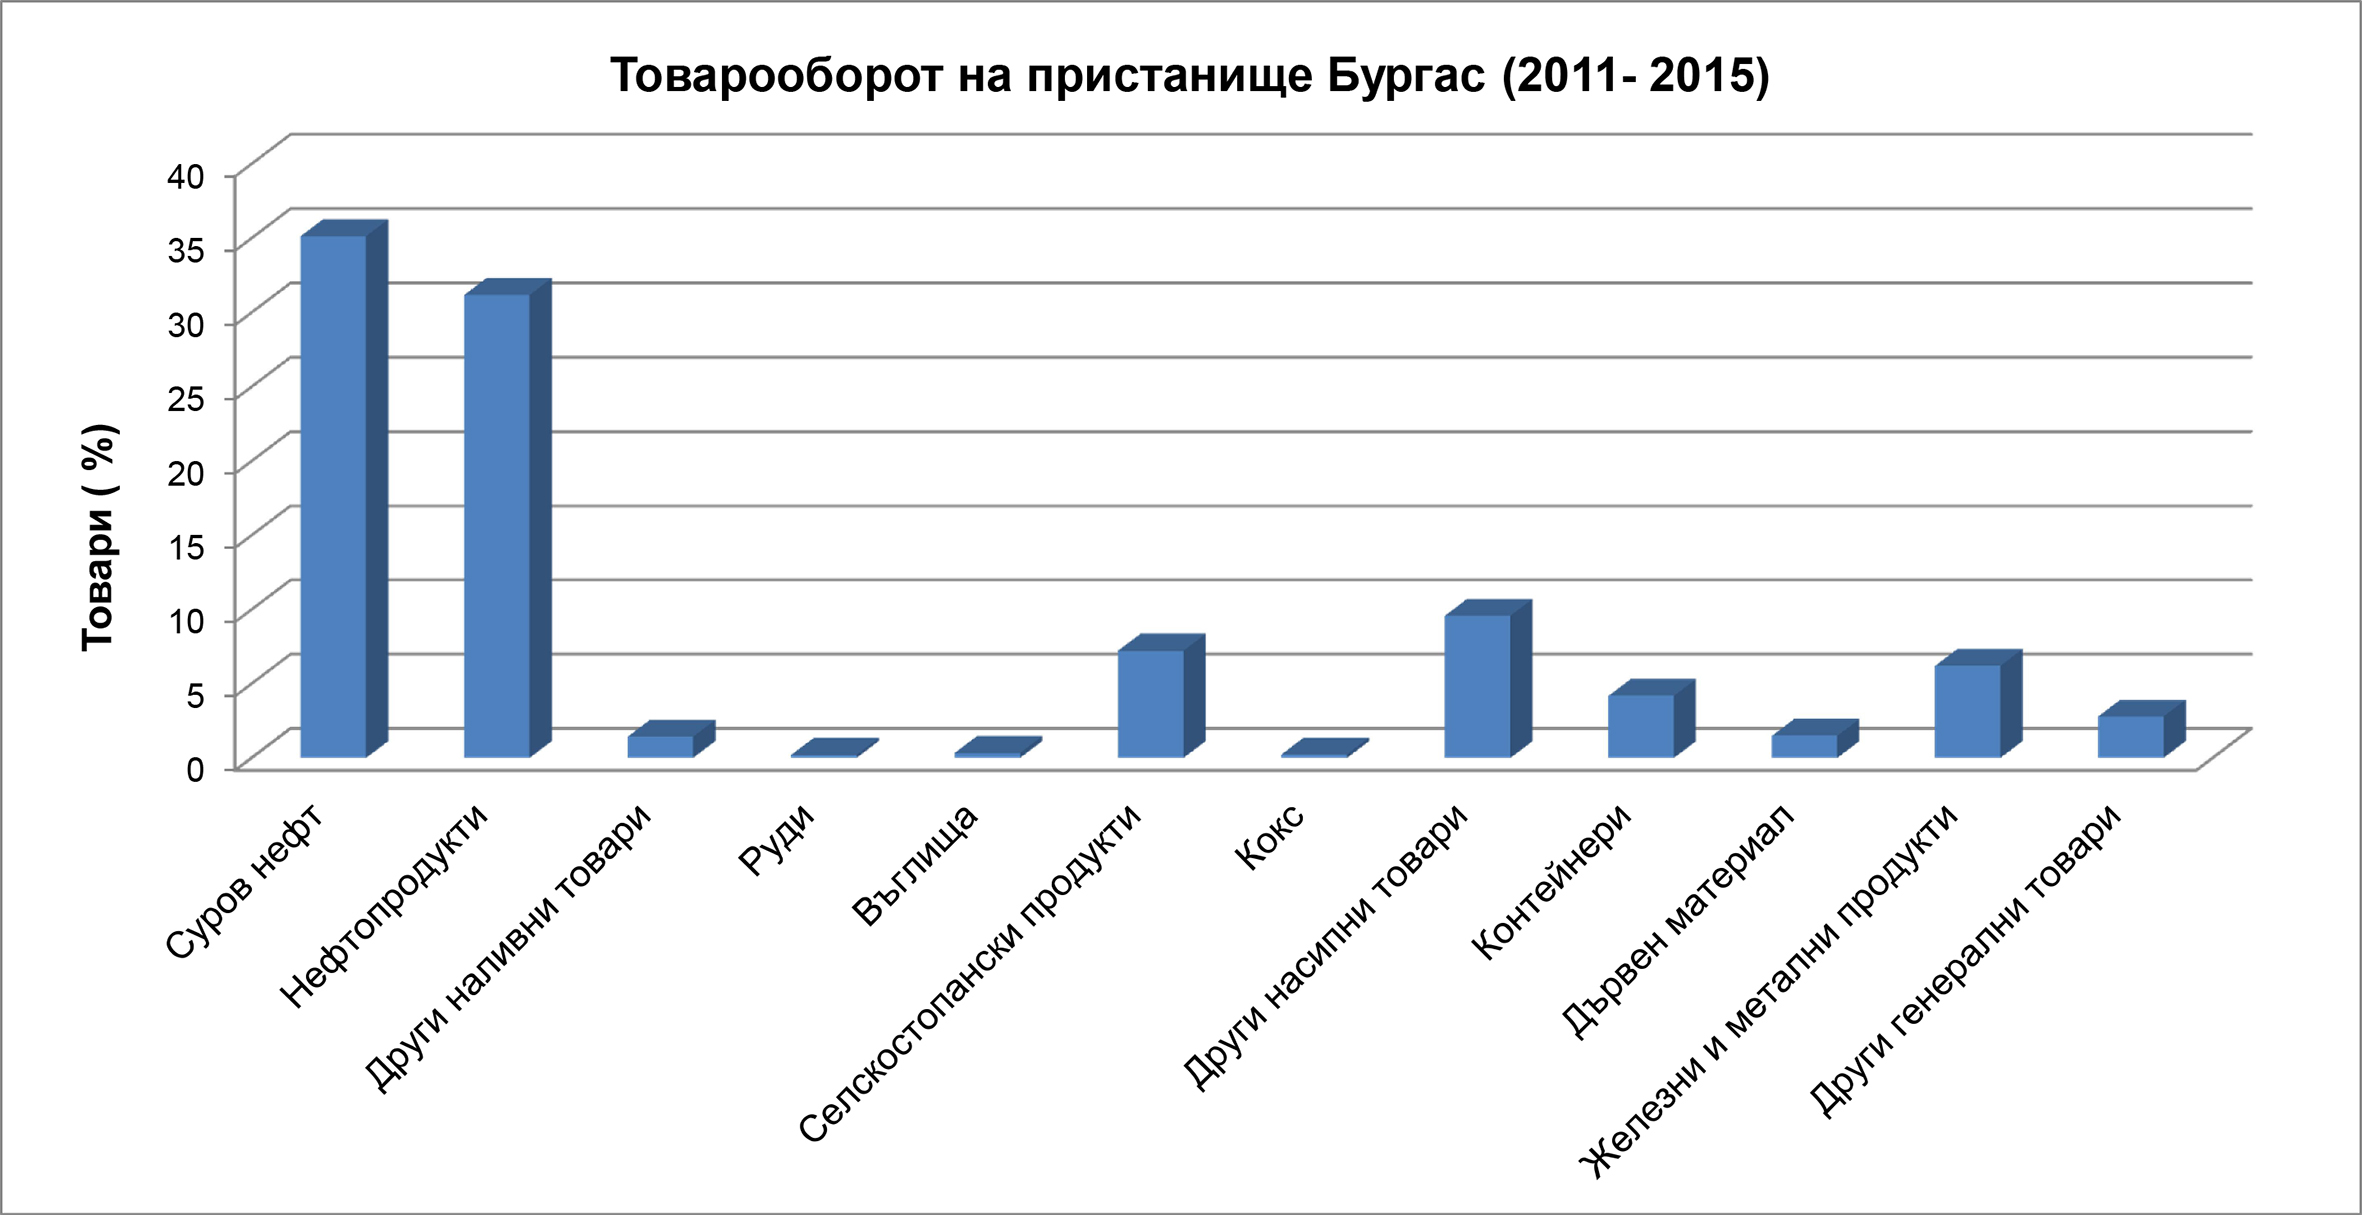 Товарооборот на пристанище Бургас (2011- 2015)
Товари ( %)
40
35
30
25
20
15
10
5
0
Суров нефт
Нефтопродукти
Други наливни товари
Руди
Въглища
Селскостопански продукти
Кокс
Други насипни товари
Контейнери
Дървен материал
Железни и метални продукти
Други генерални товари